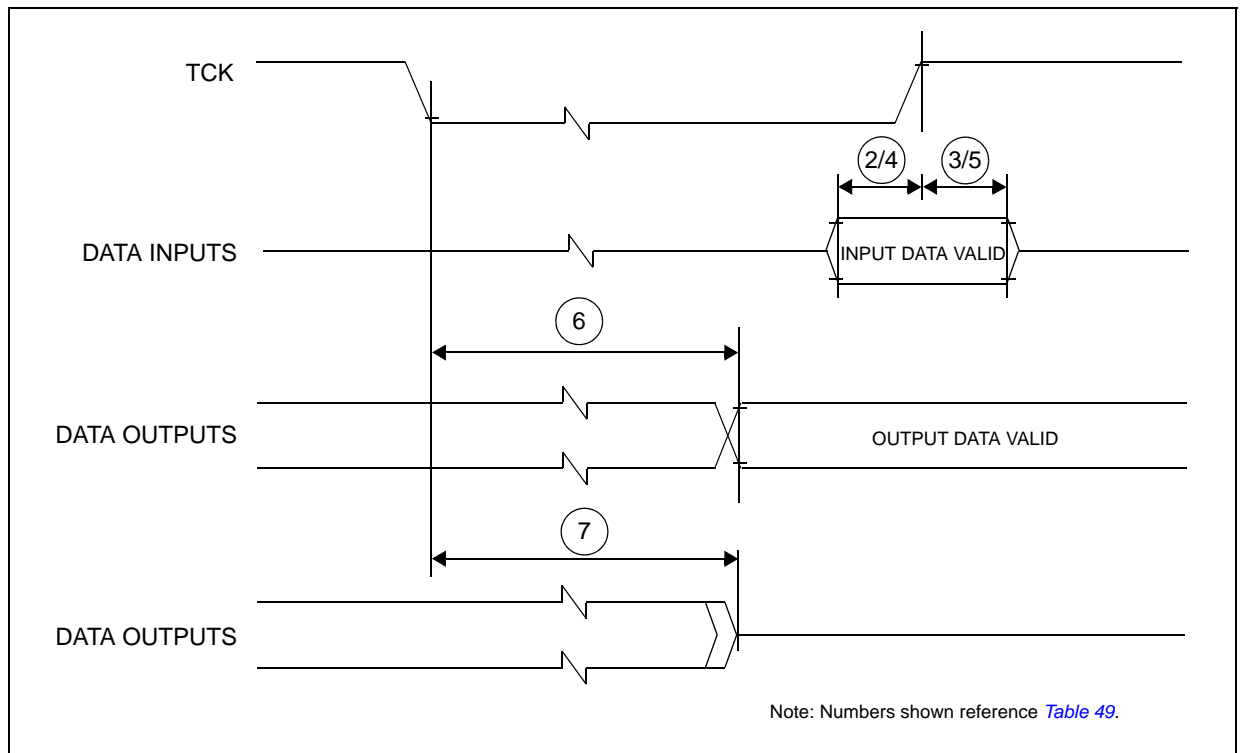 TCK
2/4
3/5
DATA INPUTS
INPUT DATA VALID
6
DATA OUTPUTS
OUTPUT DATA VALID
7
DATA OUTPUTS
Note: Numbers shown reference Table 49.